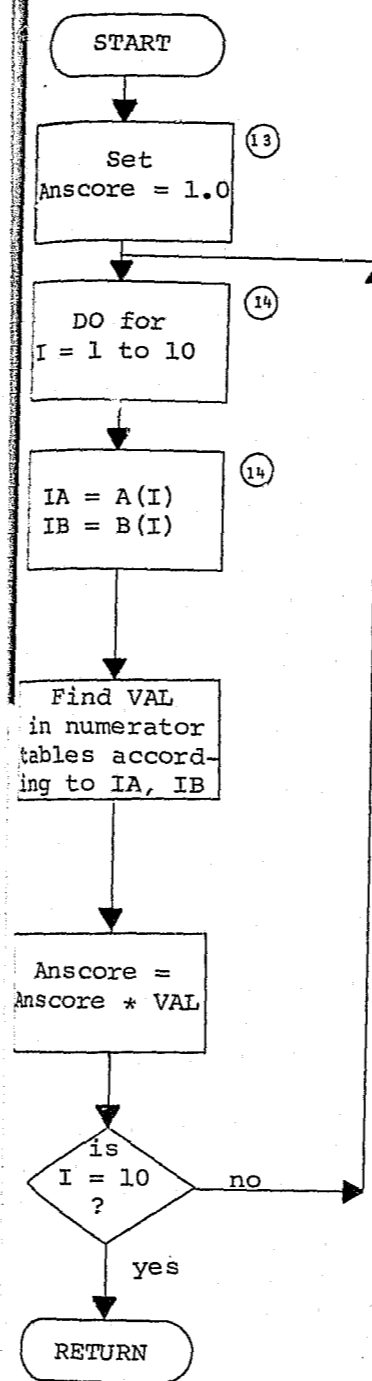 START
13
Set
Anscore = 1.0
14
DO for
I = 1 to 10
14
IA = A(I)
IB = B(I)
Find VAL
in numerator
tables accord-
ing to IA, IB
Anscore =
Anscore * VAL
is
I = 10
?
no
yes
RETURN